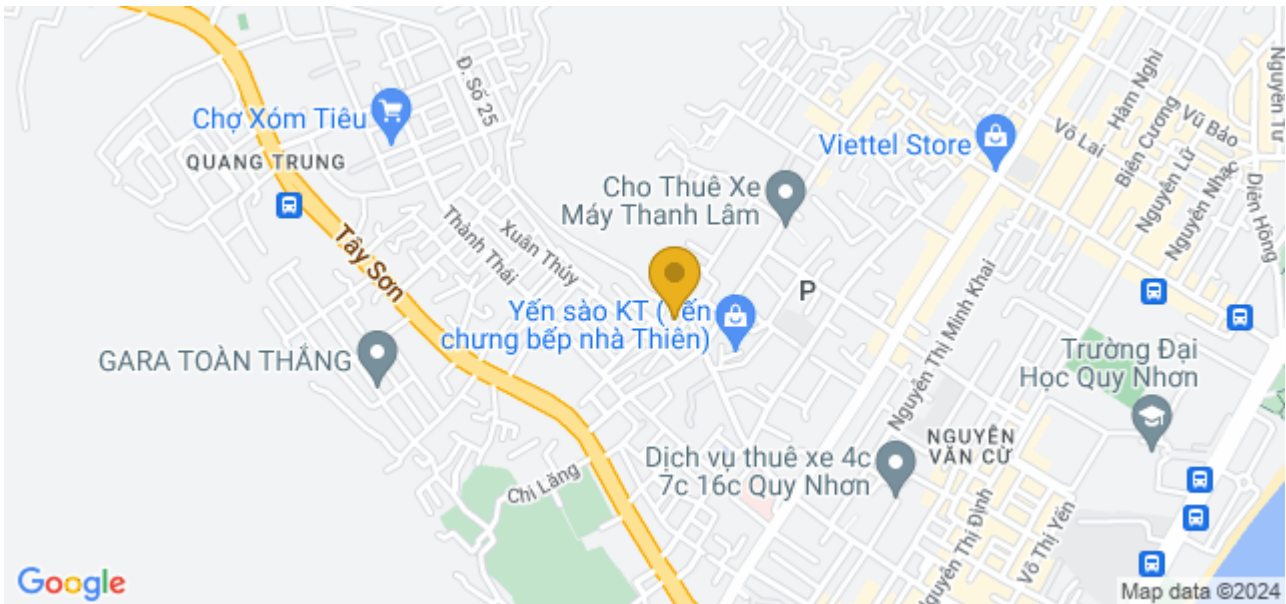 Đ. Số 25
Chợ Xóm Tiêu
QUANG TRUNG
Viettel Store
Hàm Nghi
Võ Lai
Biên Cương
Vũ Bảo
Nguyễn Lữ
Nguyễn Nhạc
Diên Hồng
Nguyễn Tư
Cho Thuê Xe
Máy Thanh Lâm
Thành Thái
Xuân Thủy
Tây Sơn
Yến sào KT (Yến
chưng bếp nhà Thiên)
P
GARA TOÀN THẮNG
Nguyễn Thị Minh Khai
Trường Đại
Học Quy Nhơn
NGUYỄN
VĂN CỪ
Dịch vụ thuê xe 4c
7c 16c Quy Nhơn
Chi Lăng
Nguyễn Thị Định
Võ Thị Yến
Google
Map data ©2024